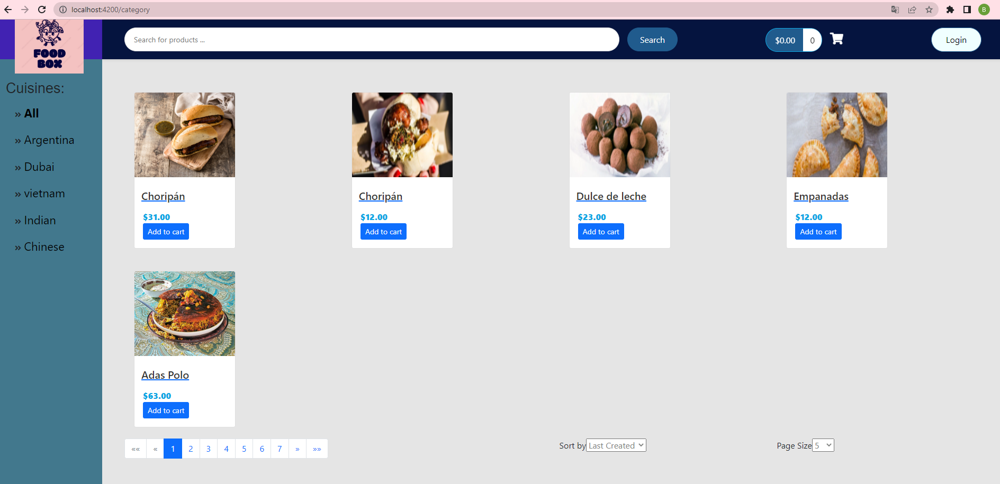 localhost:4200/category
B
FOOD
BOX
Search for products ...
Search
$0.00 0
Login
Cuisines:
» All
» Argentina
» Dubai
» vietnam
» Indian
» Chinese
Choripán
$31.00
Add to cart
Choripán
$12.00
Add to cart
Dulce de leche
$23.00
Add to cart
Empanadas
$12.00
Add to cart
Adas Polo
$63.00
Add to cart
«« « 1 2 3 4 5 6 7 » »»
Sort by Last Created
Page Size 5